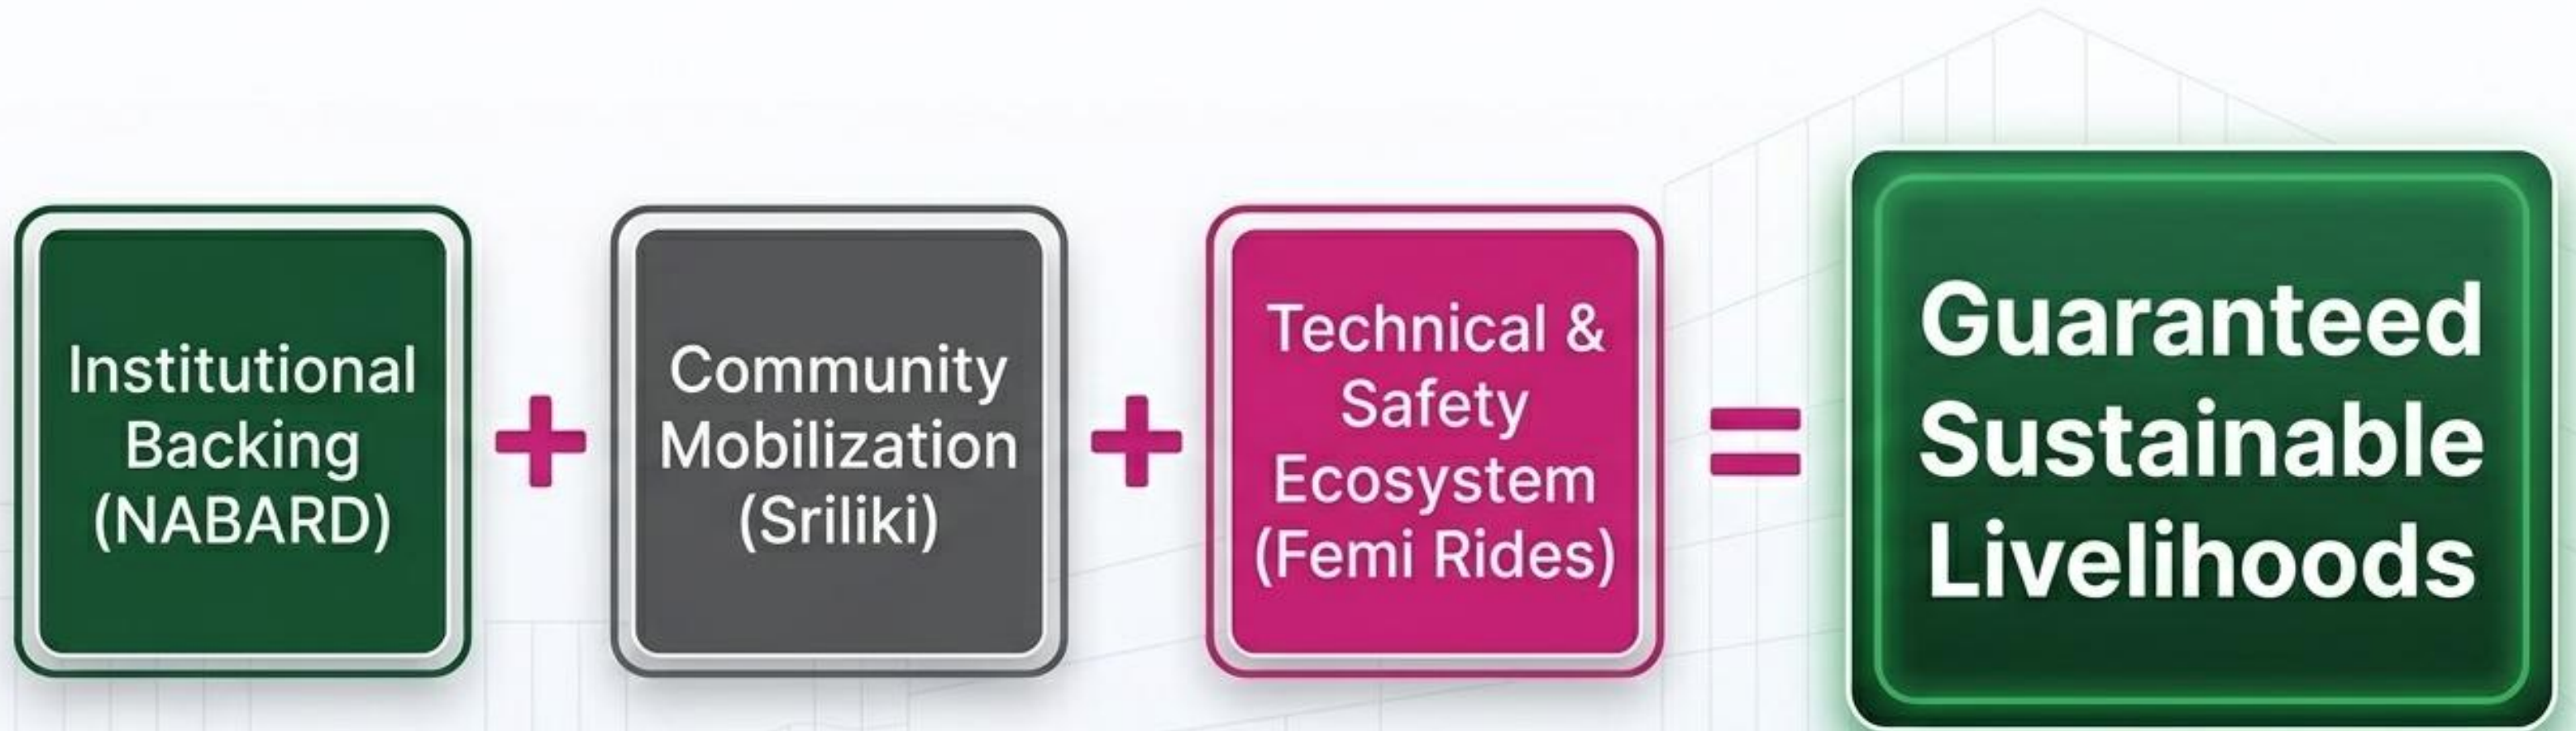 Institutional
Backing
(NABARD)
+
Community
Mobilization
(Sriliki)
+
Technical &
Safety
Ecosystem
(Femi Rides)
=
Guaranteed
Sustainable
Livelihoods